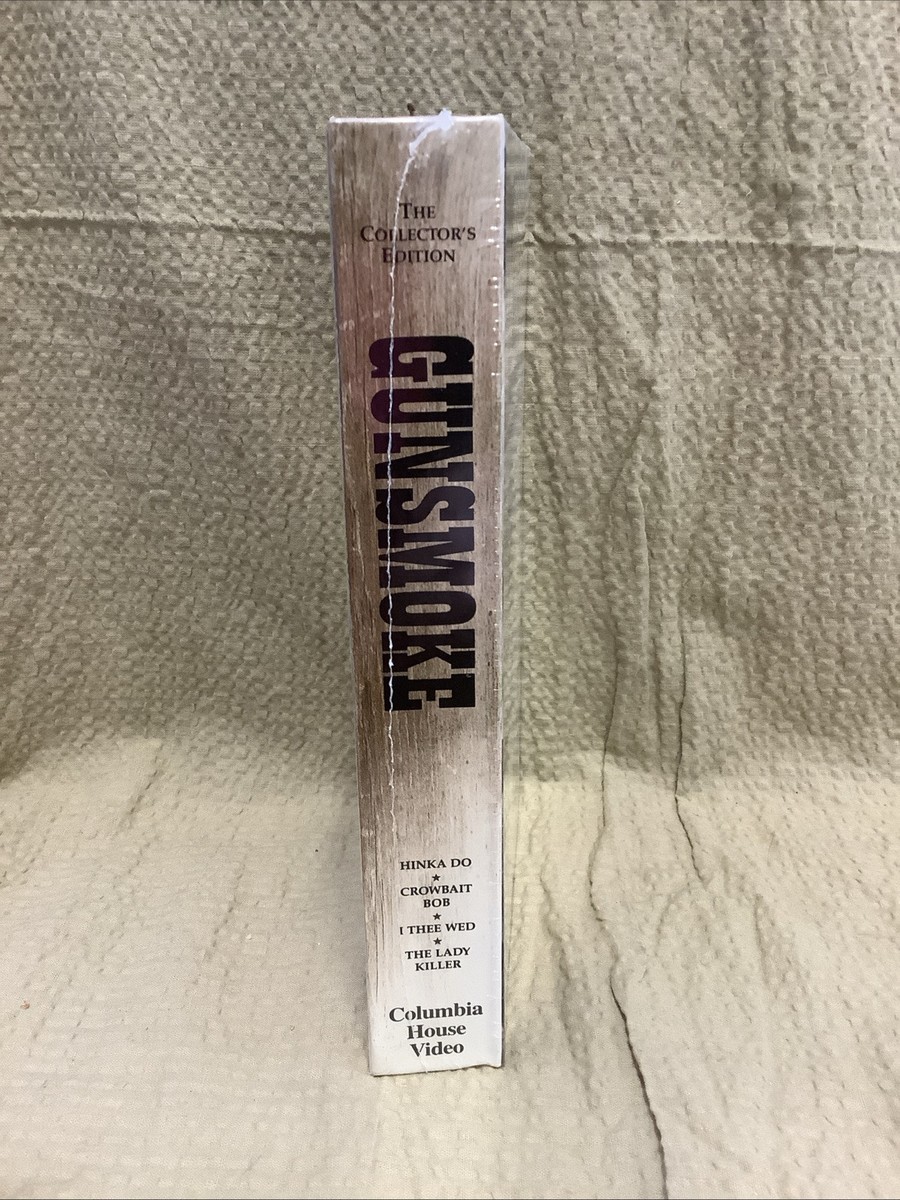 THE
COLLECTOR'S
EDITION
GUNSMOKE
HINKA DO
★
CROWBAIT
BOB
★
I THEE WED
★
THE LADY
KILLER
Columbia
House
Video